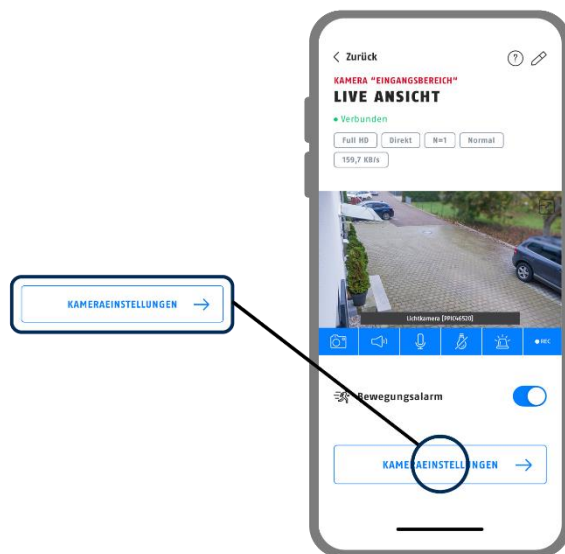 Zurück
KAMERA "EINGANGSBEREICH"
LIVE ANSICHT
Verbunden
Full HD Direkt N=1 Normal
159,7 KB/s
Lichtkamera [PPIC46520]
REC
Bewegungsalarm
KAMERAEINSTELLUNGEN
KAMERAEINSTELLUNGEN